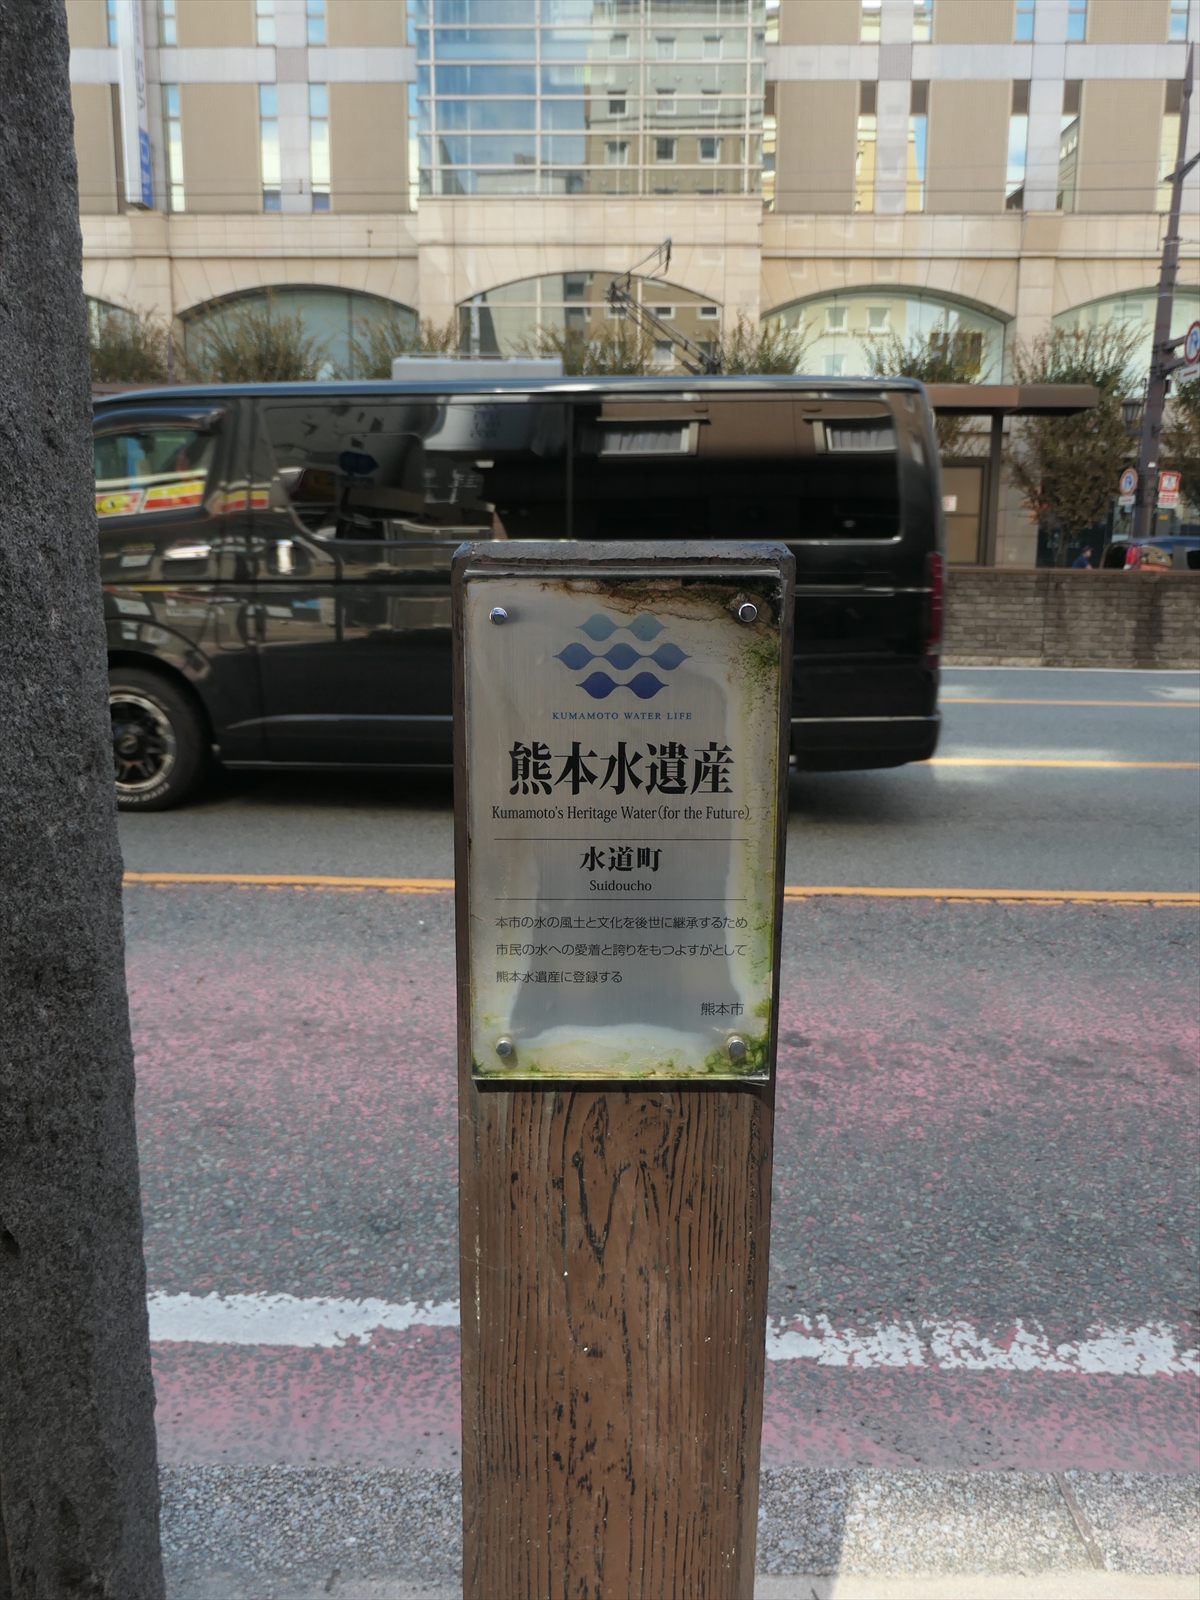 KUMAMOTO WATER LIFE
熊本水遺産
Kumamoto's Heritage Water(for the Future)
水道町
Suidoucho
本市の水の風土と文化を後世に継承するため
市民の水への愛着と誇りをもつよすがとして
熊本水遺産に登録する
熊本市